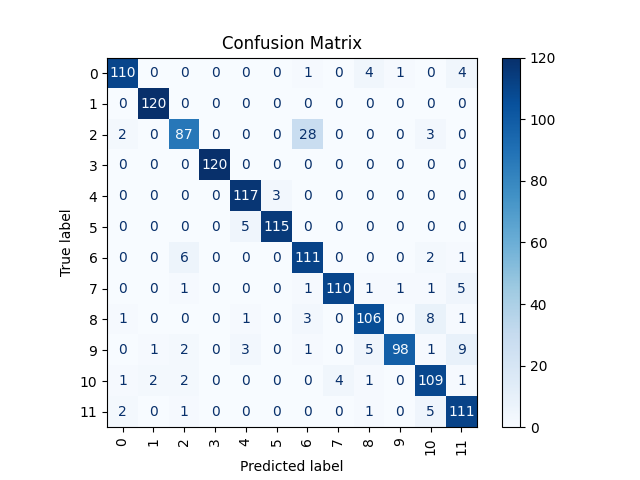 Confusion Matrix
0 110 0 0 0 0 0 1 0 4 1 0 4
1 0 120 0 0 0 0 0 0 0 0 0 0
2 2 0 87 0 0 0 28 0 0 0 3 0
3 0 0 0 120 0 0 0 0 0 0 0 0
4 0 0 0 0 117 3 0 0 0 0 0 0
5 0 0 0 0 5 115 0 0 0 0 0 0
6 0 0 6 0 0 0 111 0 0 0 2 1
7 0 0 1 0 0 0 1 110 1 1 1 5
8 1 0 0 0 1 0 3 0 106 0 8 1
9 0 1 2 0 3 0 1 0 5 98 1 9
10 1 2 2 0 0 0 0 4 1 0 109 1
11 2 0 1 0 0 0 0 0 1 0 5 111
0 1 2 3 4 5 6 7 8 9 10 11
Predicted label
True label
120
100
80
60
40
20
0